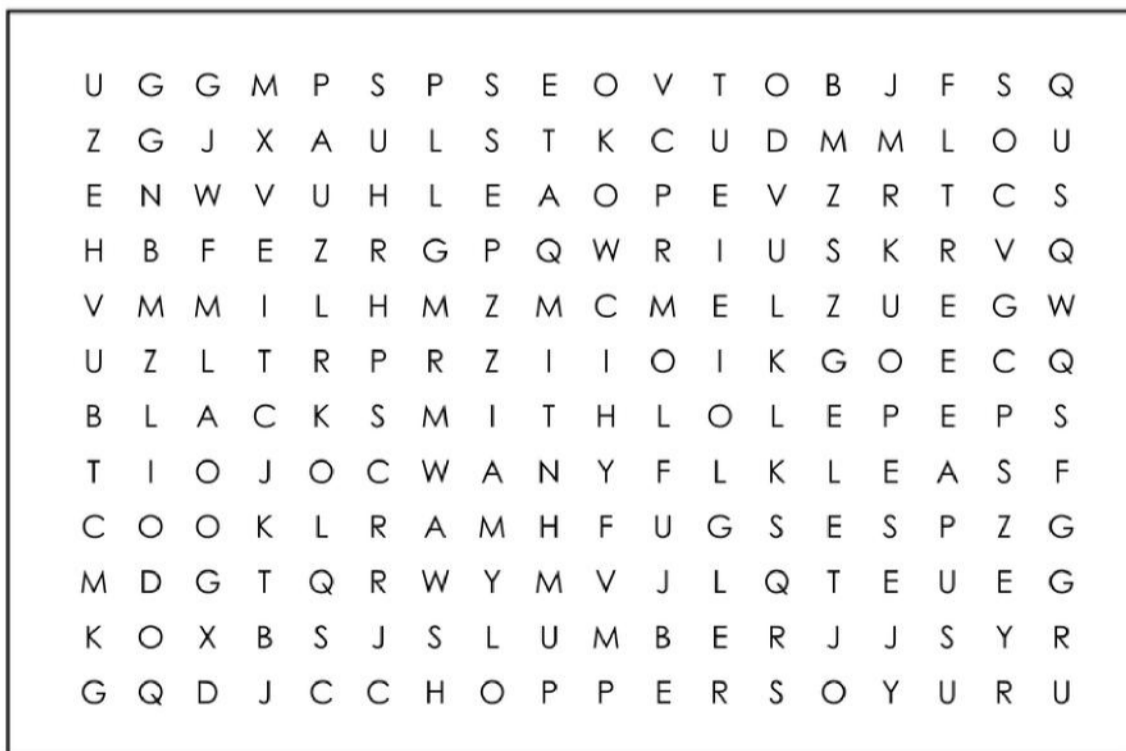 U G G M P S P S E O V T O B J F S Q
Z G J X A U L S T K C U D M M L O U
E N W V U H L E A O P E V Z R T C S
H B F E Z R G P Q W R I U S K R V Q
V M M I L H M Z M C M E L Z U E G W
U Z L T R P R Z I I O I K G O E C Q
B L A C K S M I T H L O L E P E P S
T I O J O C W A N Y F L K L E A S F
C O O K L R A M H F U G S E S P Z G
M D G T Q R W Y M V J L Q T E U E G
K O X B S J S L U M B E R J J S Y R
G Q D J C C H O P P E R S O Y U R U